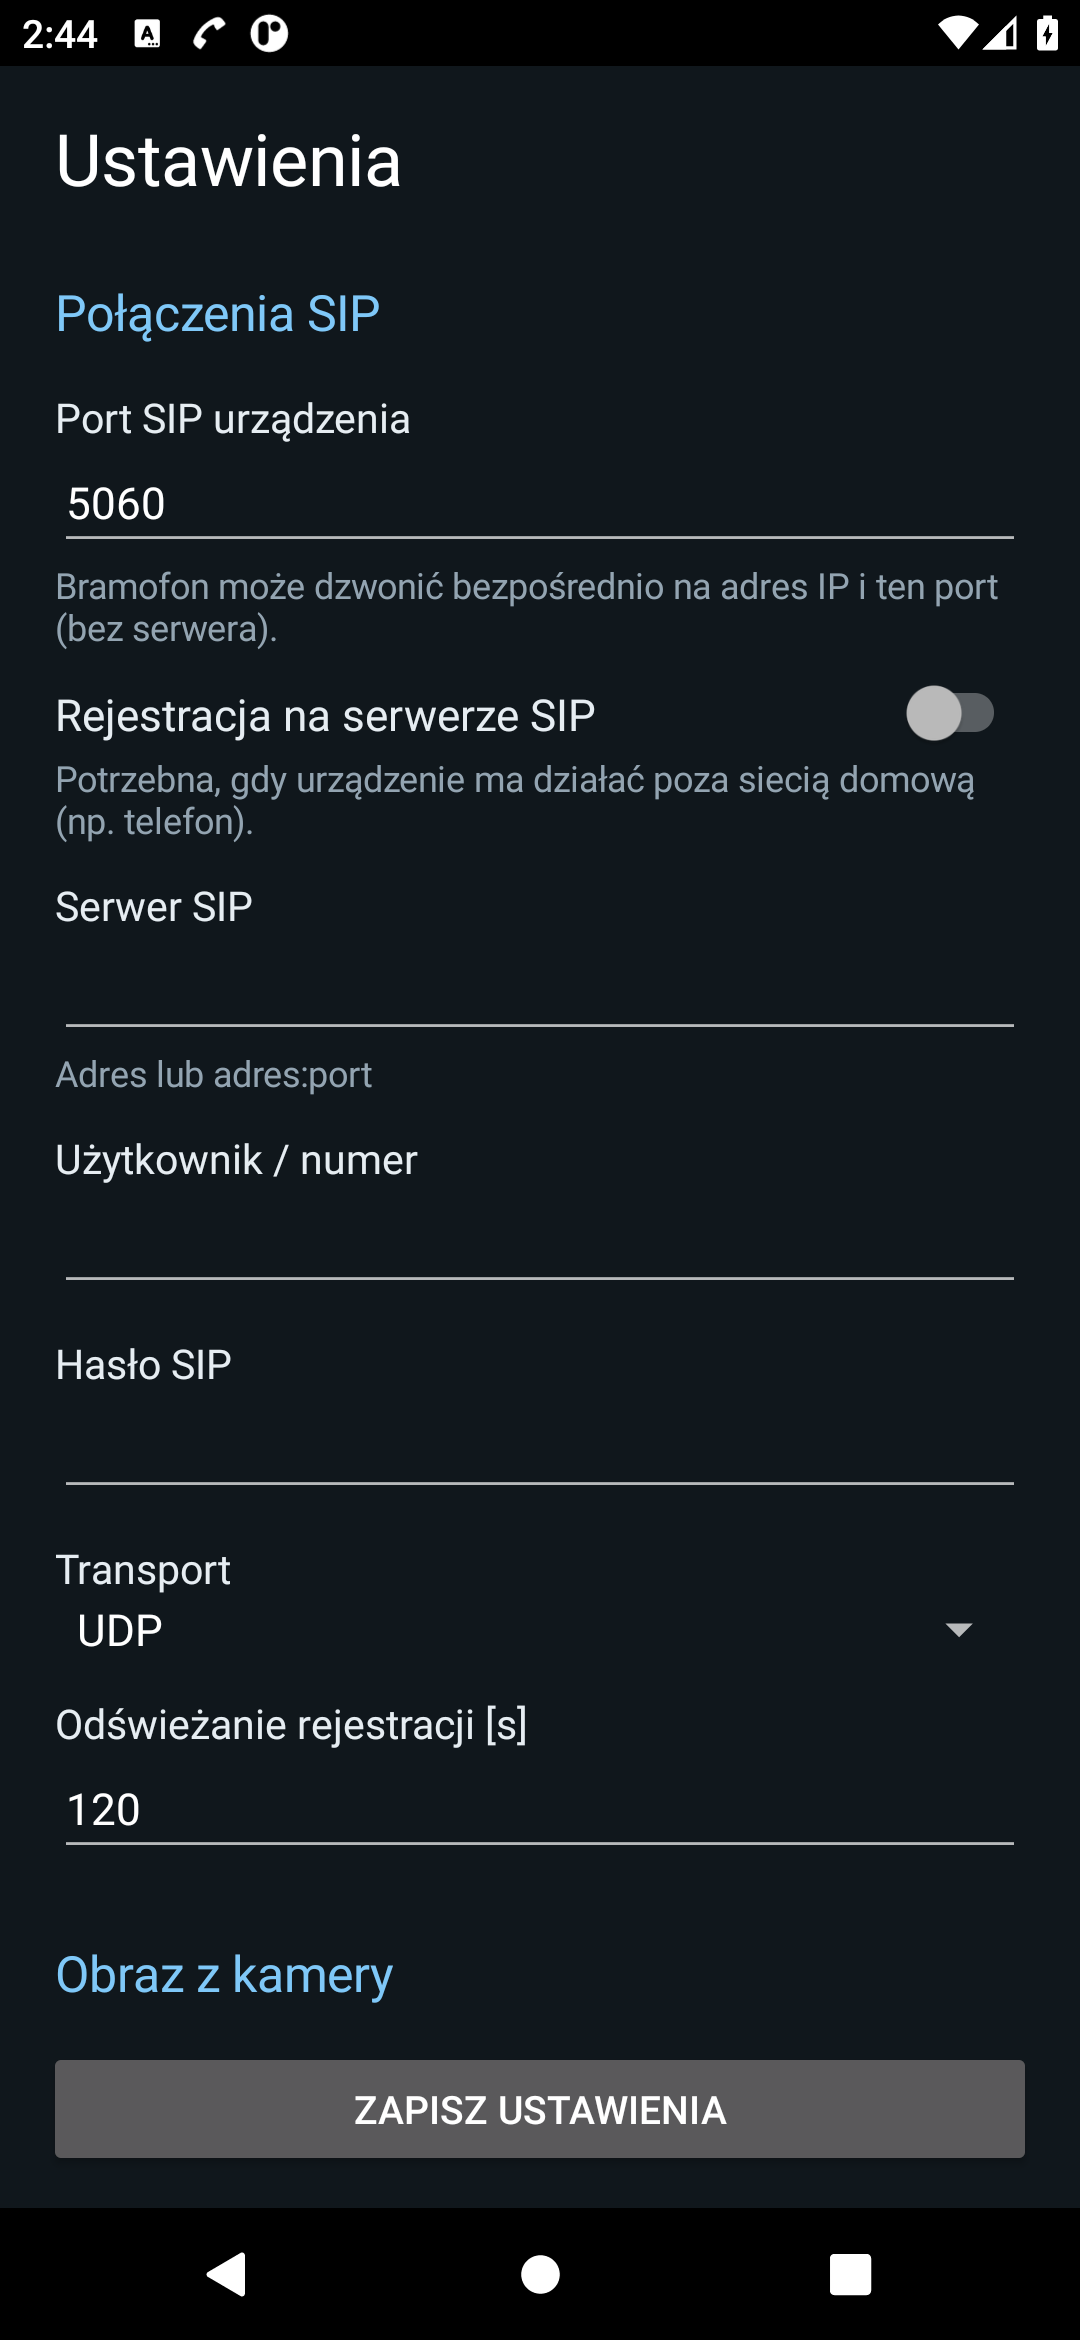 2:44
Ustawienia
Połączenia SIP
Port SIP urządzenia
5060
Bramofon może dzwonić bezpośrednio na adres IP i ten port
(bez serwera).
Rejestracja na serwerze SIP
Potrzebna, gdy urządzenie ma działać poza siecią domową
(np. telefon).
Serwer SIP
Adres lub adres:port
Użytkownik / numer
Hasło SIP
Transport
UDP
Odświeżanie rejestracji [s]
120
Obraz z kamery
ZAPISZ USTAWIENIA